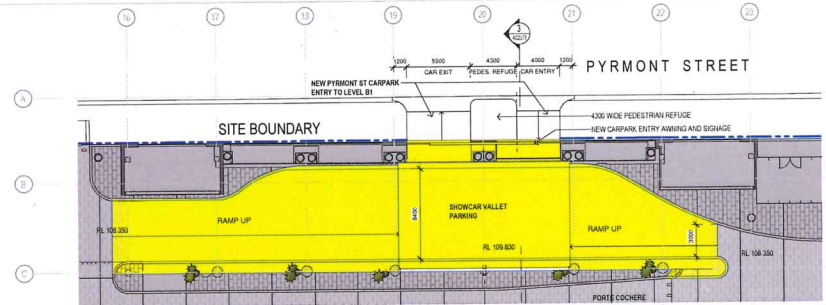 16 17 18 19 20 21 22 23
3
1200 5900 4300 4000 1200
CAR EXIT PEDES. REFUGE CAR ENTRY
PYRMONT STREET
NEW PYRMONT ST CARPARK
ENTRY TO LEVEL B1
A
4300 WIDE PEDESTRIAN REFUGE
SITE BOUNDARY
NEW CARPARK ENTRY AWNING AND SIGNAGE
B
SHOWCAR VALLET
PARKING
8400
RAMP UP
RAMP UP
RL 108.350
3000
RL 109.830
RL 108.350
C
PORTE COCHERE